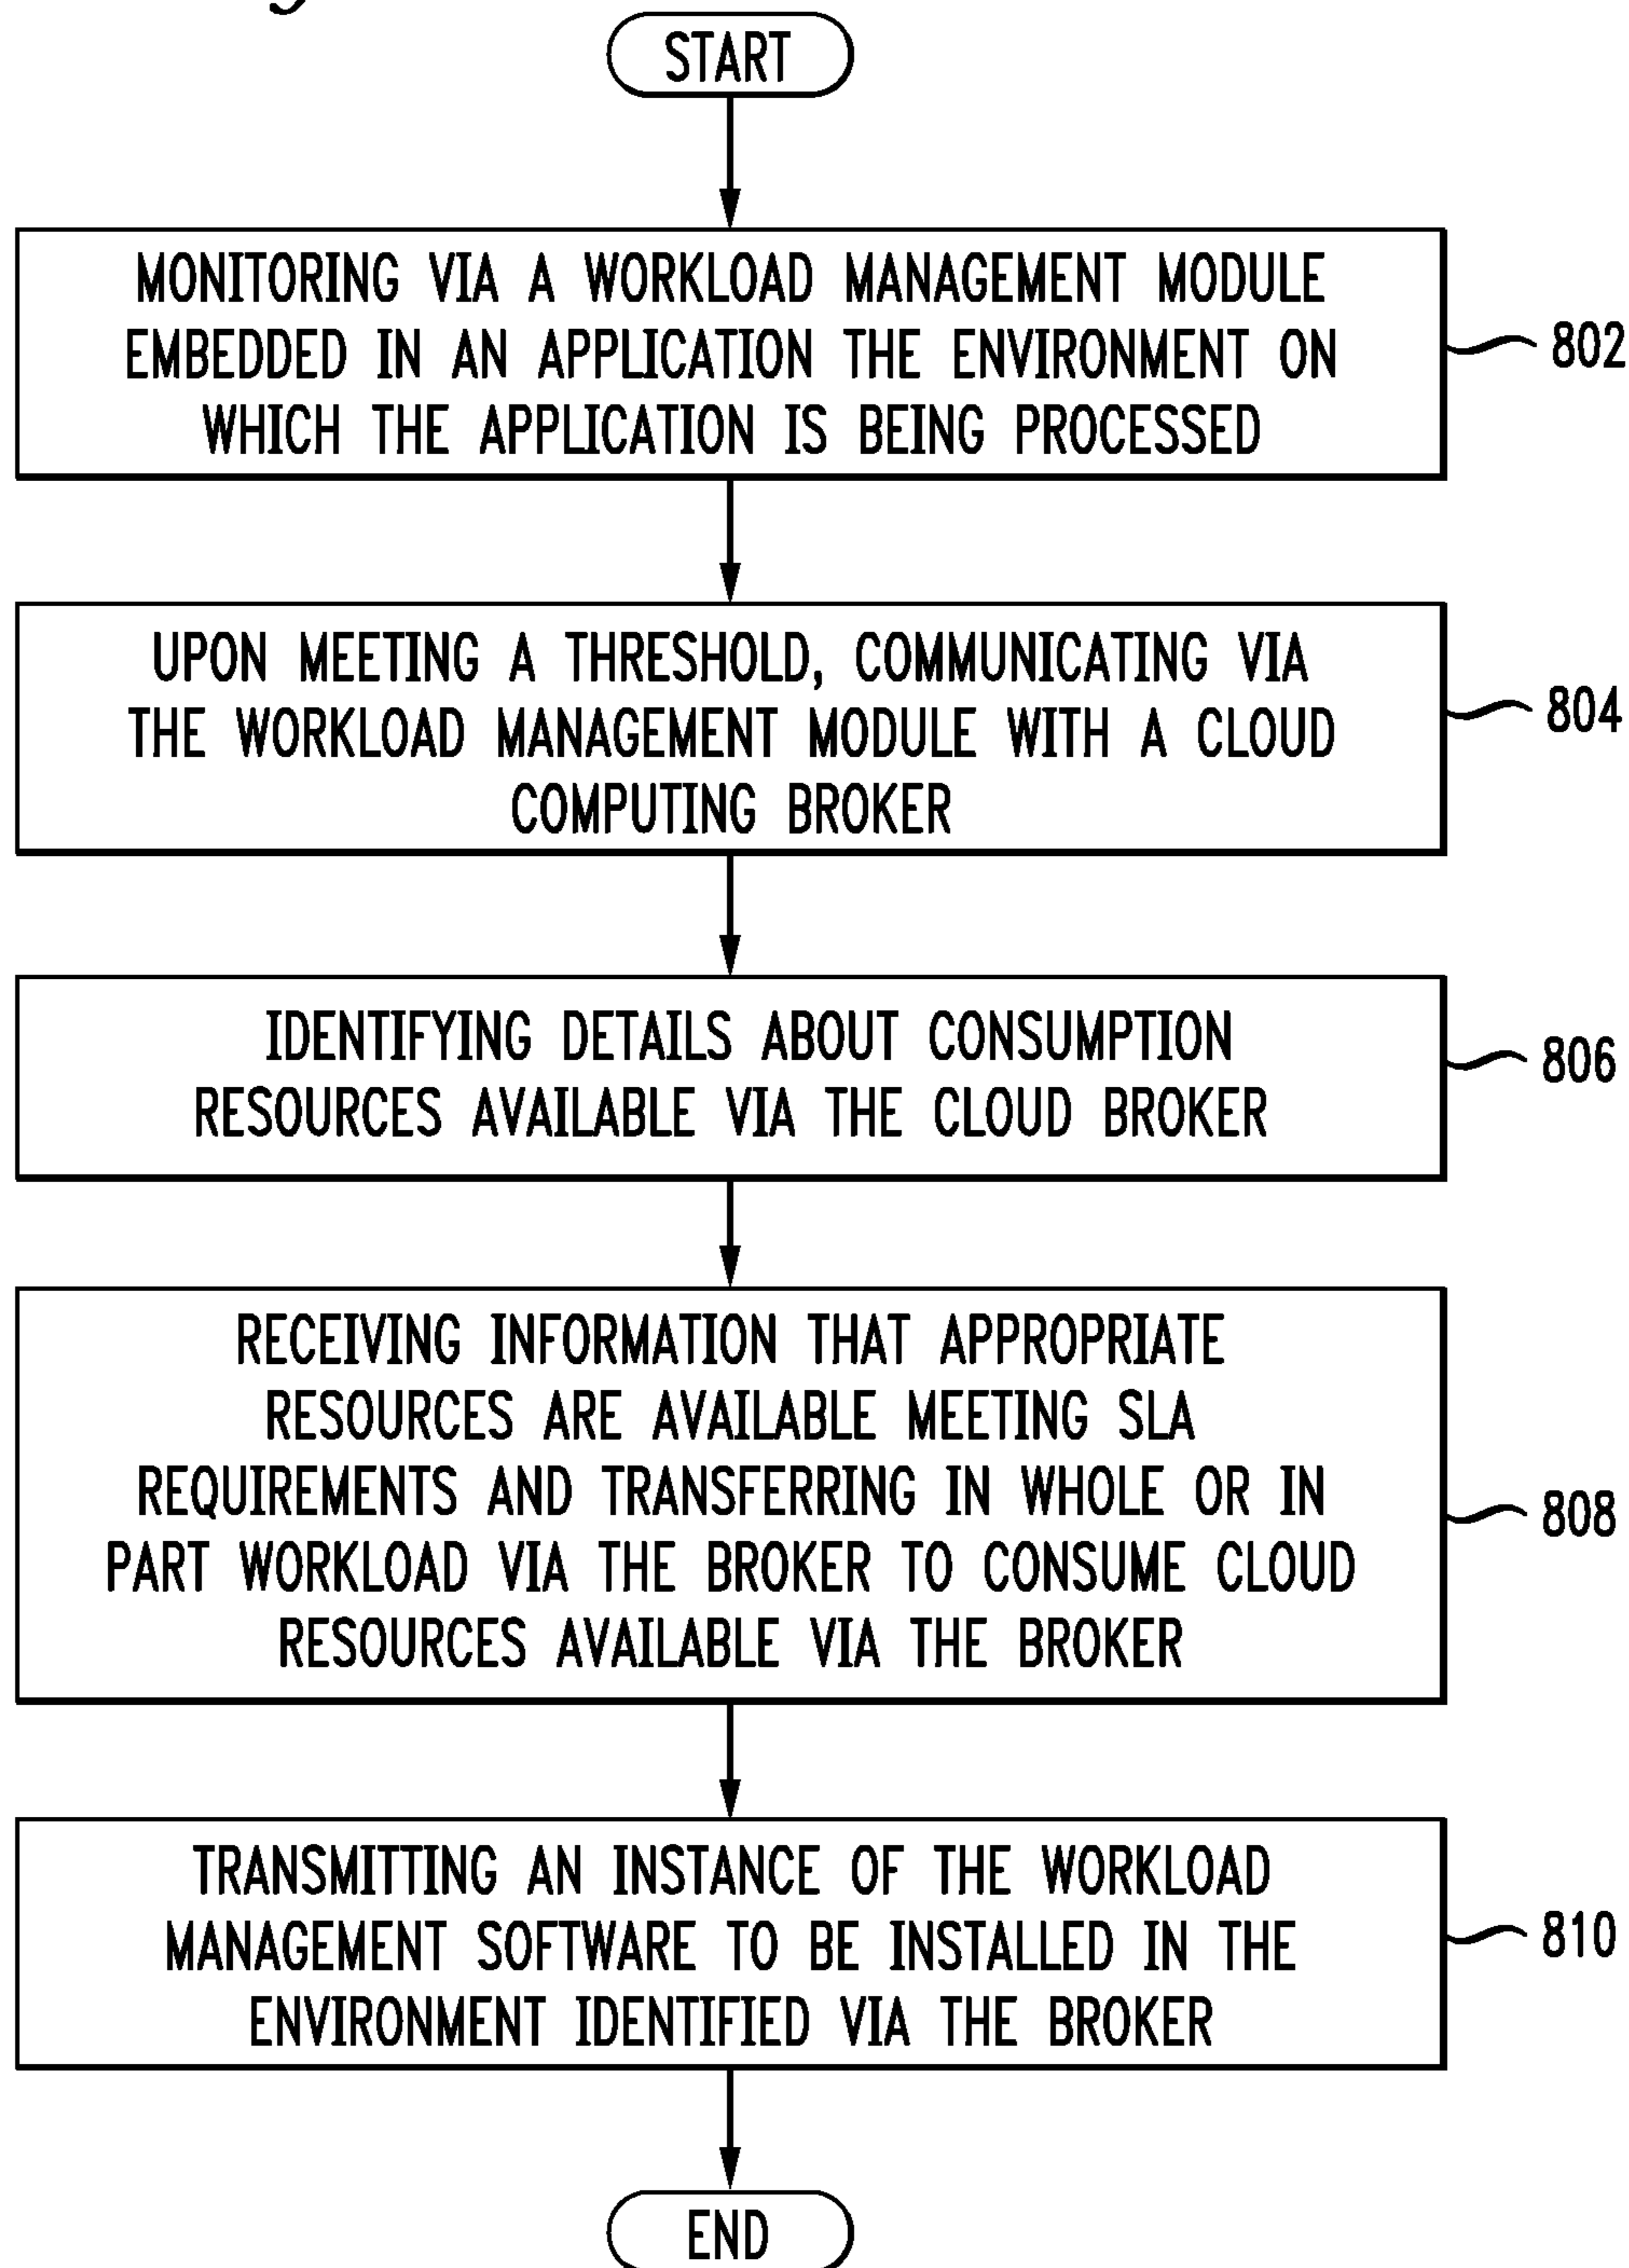 START
MONITORING VIA A WORKLOAD MANAGEMENT MODULE
EMBEDDED IN AN APPLICATION THE ENVIRONMENT ON
WHICH THE APPLICATION IS BEING PROCESSED
802
UPON MEETING A THRESHOLD, COMMUNICATING VIA
THE WORKLOAD MANAGEMENT MODULE WITH A CLOUD
COMPUTING BROKER
804
IDENTIFYING DETAILS ABOUT CONSUMPTION
RESOURCES AVAILABLE VIA THE CLOUD BROKER
806
RECEIVING INFORMATION THAT APPROPRIATE
RESOURCES ARE AVAILABLE MEETING SLA
REQUIREMENTS AND TRANSFERRING IN WHOLE OR IN
PART WORKLOAD VIA THE BROKER TO CONSUME CLOUD
RESOURCES AVAILABLE VIA THE BROKER
808
TRANSMITTING AN INSTANCE OF THE WORKLOAD
MANAGEMENT SOFTWARE TO BE INSTALLED IN THE
ENVIRONMENT IDENTIFIED VIA THE BROKER
810
END